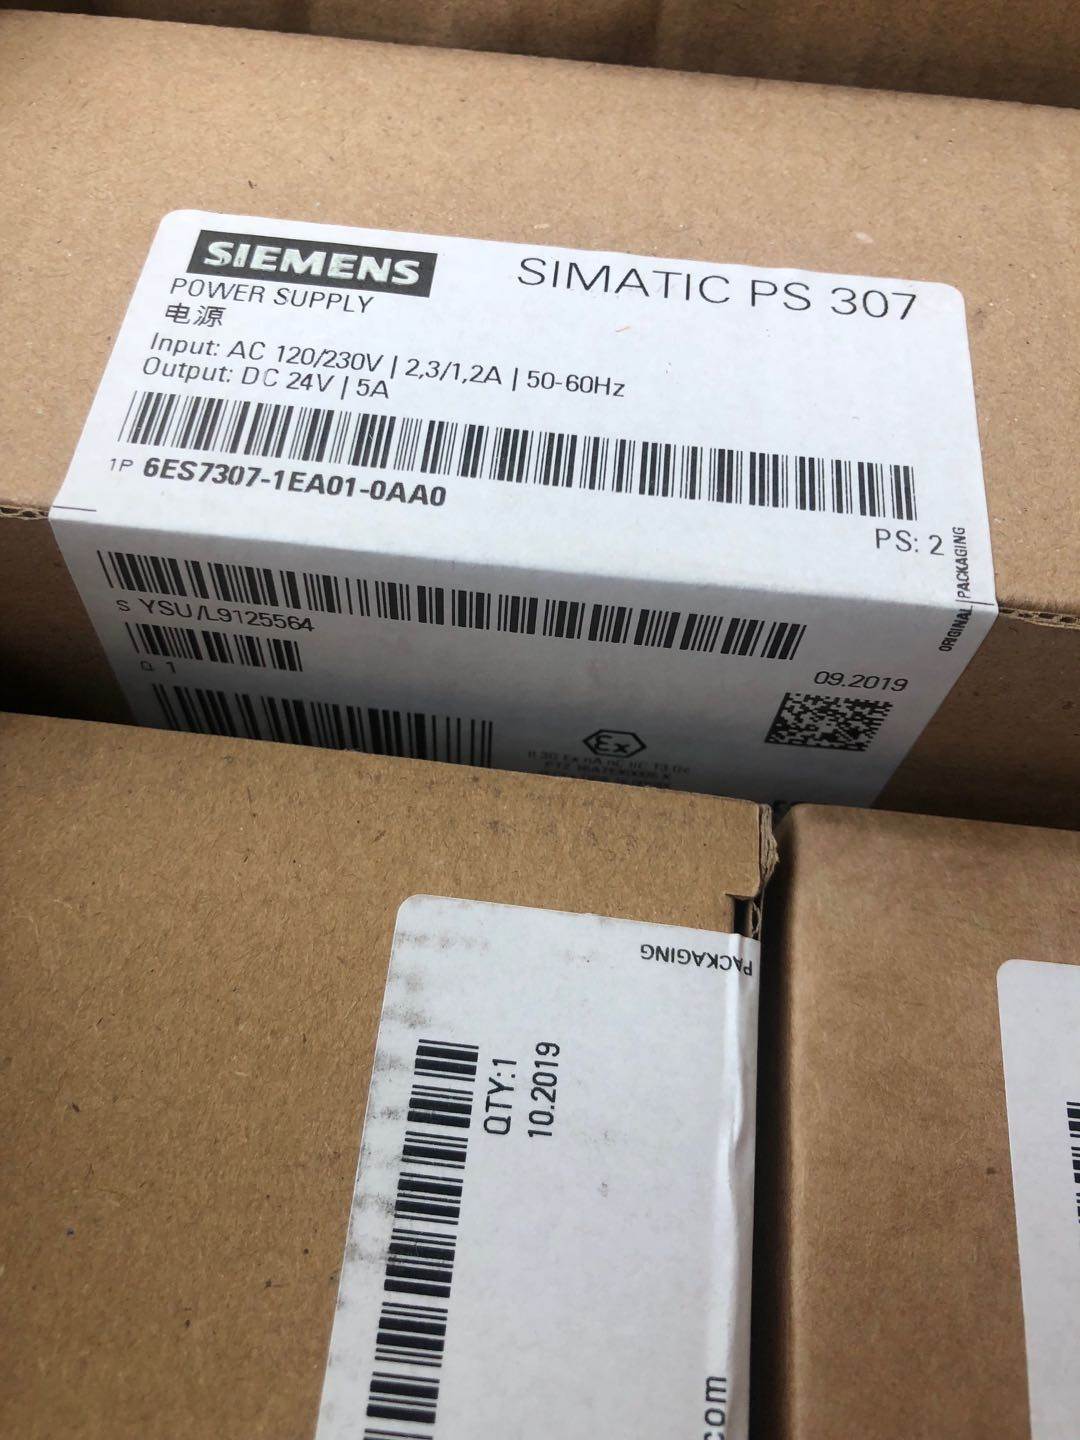 SIEMENS
SIMATIC PS 307
POWER SUPPLY
电源
Input: AC 120/230V | 2,3/1,2A | 50-60Hz
Output: DC 24V | 5A
1P 6ES7307-1EA01-0AA0
PS: 2
ORIGINAL | PACKAGING
S YSU/L9125564
Q 1
09.2019
Ex
PACKAGING
QTY:1
10.2019
com